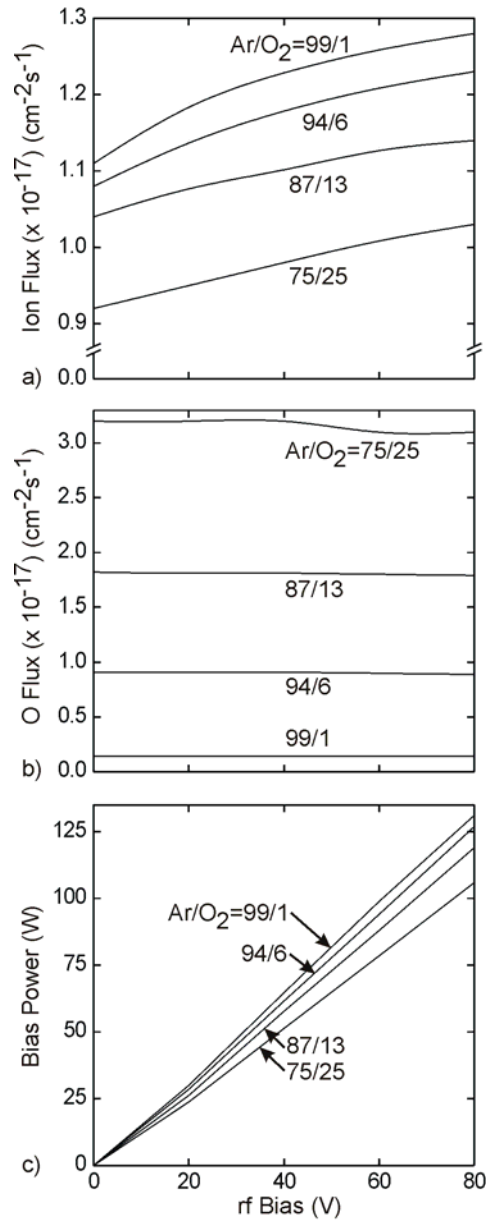 1.3
Ar/O2=99/1
1.2
94/6
1.1
87/13
1.0
75/25
0.9
0.0
Ion Flux (x 10-17) (cm-2s-1)
a)
Ar/O2=75/25
3.0
2.5
2.0
87/13
1.5
1.0
94/6
0.5
99/1
0.0
O Flux (x 10-17) (cm-2s-1)
b)
125
100
Ar/O2=99/1
94/6
75
50
87/13
75/25
25
0
Bias Power (W)
c)
0 20 40 60 80
rf Bias (V)